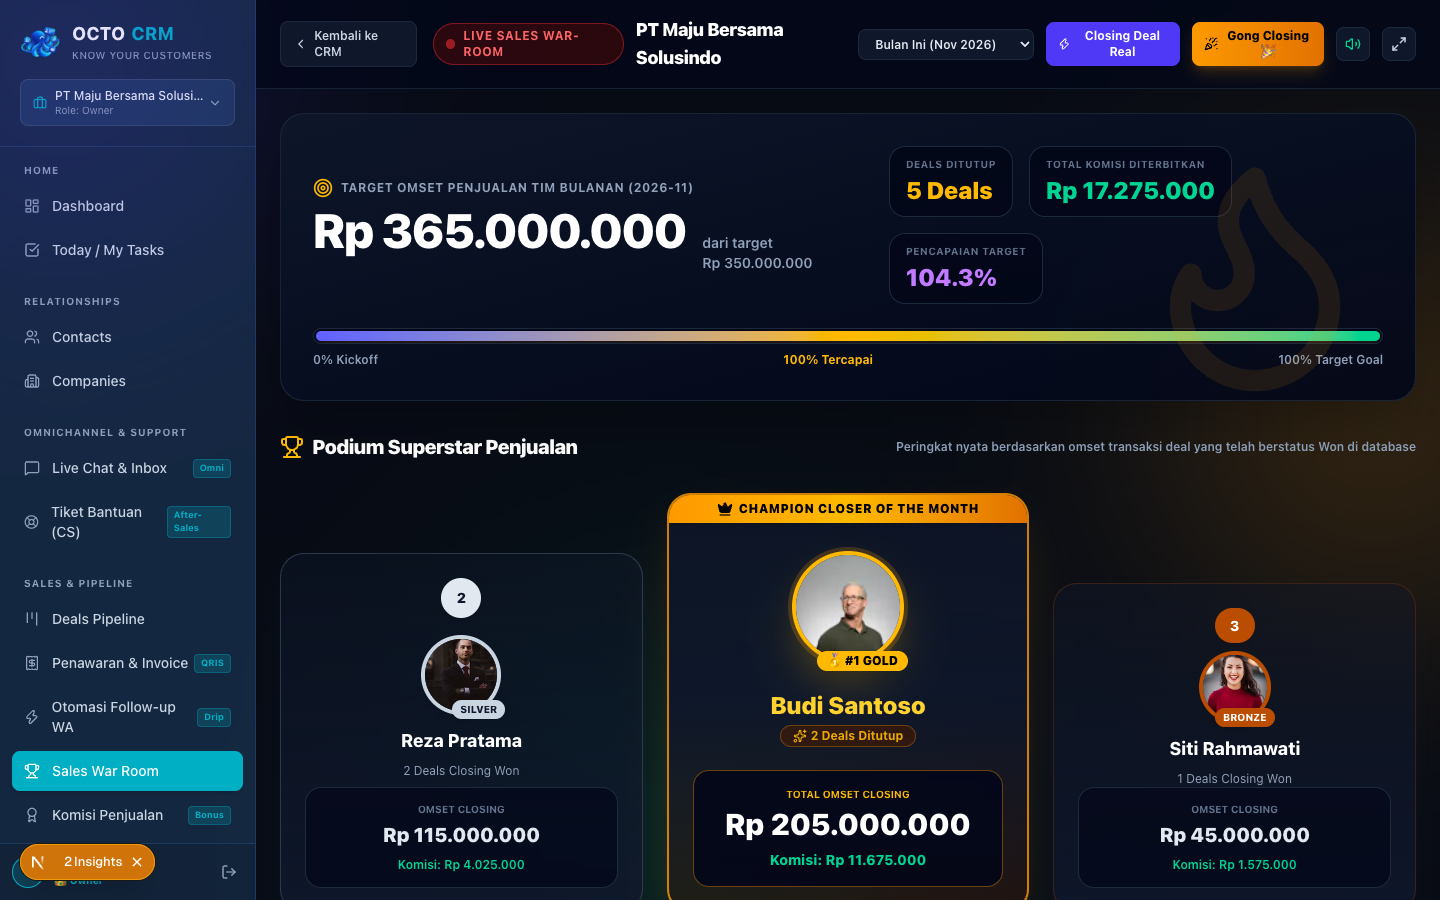 OCTO CRM
KNOW YOUR CUSTOMERS
PT Maju Bersama Solusi...
Role: Owner
HOME
Dashboard
Today / My Tasks
RELATIONSHIPS
Contacts
Companies
OMNICHANNEL & SUPPORT
Live Chat & Inbox
Omni
Tiket Bantuan
(CS)
After-
Sales
SALES & PIPELINE
Deals Pipeline
Penawaran & Invoice
QRIS
Otomasi Follow-up
WA
Drip
Sales War Room
Komisi Penjualan
Bonus
N
2 Insights
Owner
Kembali ke
CRM
LIVE SALES WAR-
ROOM
PT Maju Bersama
Solusindo
Bulan Ini (Nov 2026)
Closing Deal
Real
Gong Closing
🎉
TARGET OMSET PENJUALAN TIM BULANAN (2026-11)
Rp 365.000.000
dari target
Rp 350.000.000
DEALS DITUTUP
5 Deals
TOTAL KOMISI DITERBITKAN
Rp 17.275.000
PENCAPAIAN TARGET
104.3%
0% Kickoff
100% Tercapai
100% Target Goal
Podium Superstar Penjualan
Peringkat nyata berdasarkan omset transaksi deal yang telah berstatus Won di database
2
SILVER
Reza Pratama
2 Deals Closing Won
OMSET CLOSING
Rp 115.000.000
Komisi: Rp 4.025.000
CHAMPION CLOSER OF THE MONTH
🥇 #1 GOLD
Budi Santoso
2 Deals Ditutup
TOTAL OMSET CLOSING
Rp 205.000.000
Komisi: Rp 11.675.000
3
BRONZE
Siti Rahmawati
1 Deals Closing Won
OMSET CLOSING
Rp 45.000.000
Komisi: Rp 1.575.000